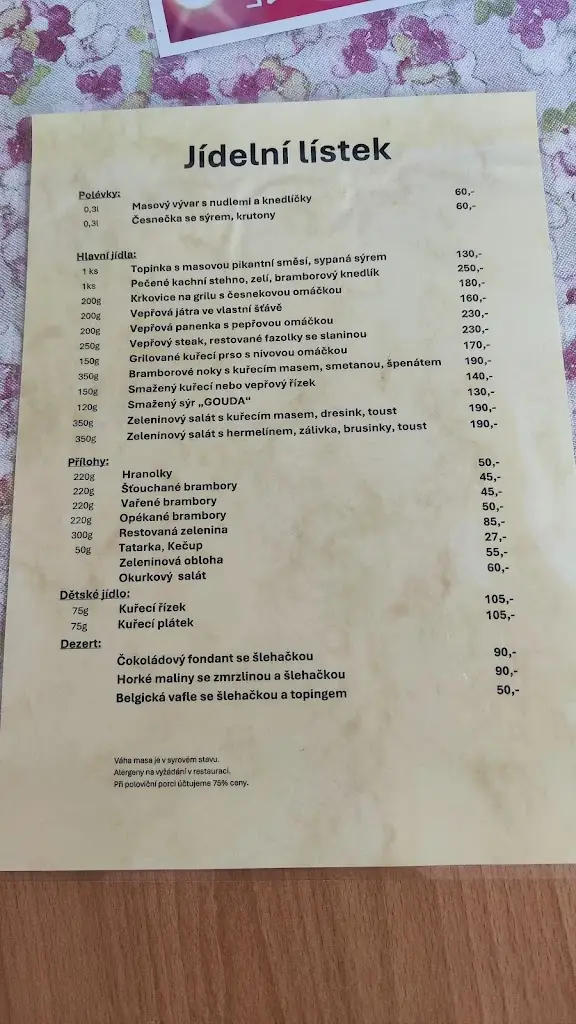 Jídelní lístek
Polévky:
0,3l Masový vývar s nudlemi a knedlíčky 60,-
0,3l Česnečka se sýrem, krutony 60,-
Hlavní jídla:
1 ks Topinka s masovou pikantní směsí, sypaná sýrem 130,-
1ks Pečené kachní stehno, zelí, bramborový knedlík 250,-
200g Krkovice na grilu s česnekovou omáčkou 180,-
200g Vepřová játra ve vlastní šťávě 160,-
200g Vepřová panenka s pepřovou omáčkou 230,-
250g Vepřový steak, restované fazolky se slaninou 230,-
150g Grilované kuřecí prso s nivovou omáčkou 170,-
350g Bramborové noky s kuřecím masem, smetanou, špenátem 190,-
150g Smažený kuřecí nebo vepřový řízek 140,-
120g Smažený sýr „GOUDA“ 130,-
350g Zeleninový salát s kuřecím masem, dresink, toust 190,-
350g Zeleninový salát s hermelínem, zálivka, brusinky, toust 190,-
Přílohy:
220g Hranolky 50,-
220g Šťouchané brambory 45,-
220g Vařené brambory 45,-
220g Opékané brambory 50,-
300g Restovaná zelenina 85,-
50g Tatarka, Kečup 27,-
Zeleninová obloha 55,-
Okurkový salát 60,-
Dětské jídlo:
75g Kuřecí řízek 105,-
75g Kuřecí plátek 105,-
Dezert:
Čokoládový fondant se šlehačkou 90,-
Horké maliny se zmrzlinou a šlehačkou 90,-
Belgická vafle se šlehačkou a topingem 50,-
Váha masa je v syrovém stavu.
Alergeny na vyžádání v restauraci.
Při poloviční porci účtujeme 75% ceny.